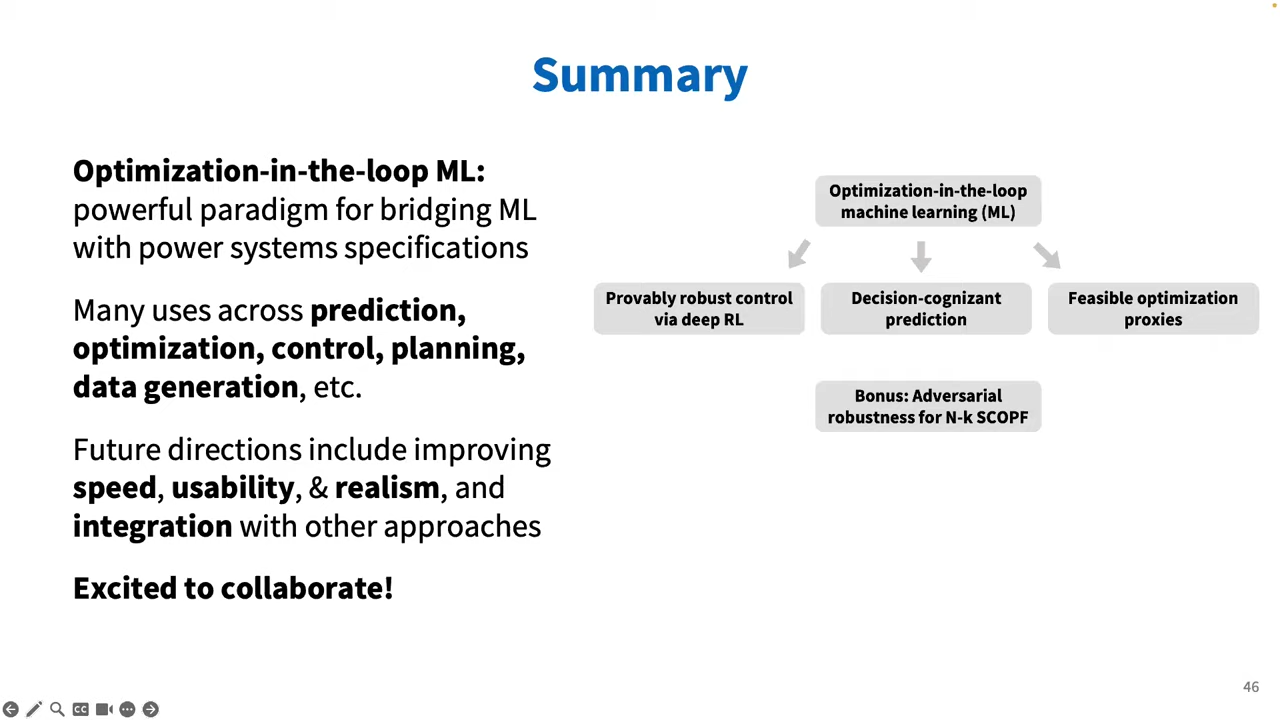 Summary
Optimization-in-the-loop ML:
powerful paradigm for bridging ML
with power systems specifications
Many uses across prediction,
optimization, control, planning,
data generation, etc.
Future directions include improving
speed, usability, & realism, and
integration with other approaches
Excited to collaborate!
Optimization-in-the-loop
machine learning (ML)
Provably robust control
via deep RL
Decision-cognizant
prediction
Feasible optimization
proxies
Bonus: Adversarial
robustness for N-k SCOPF
46
CC